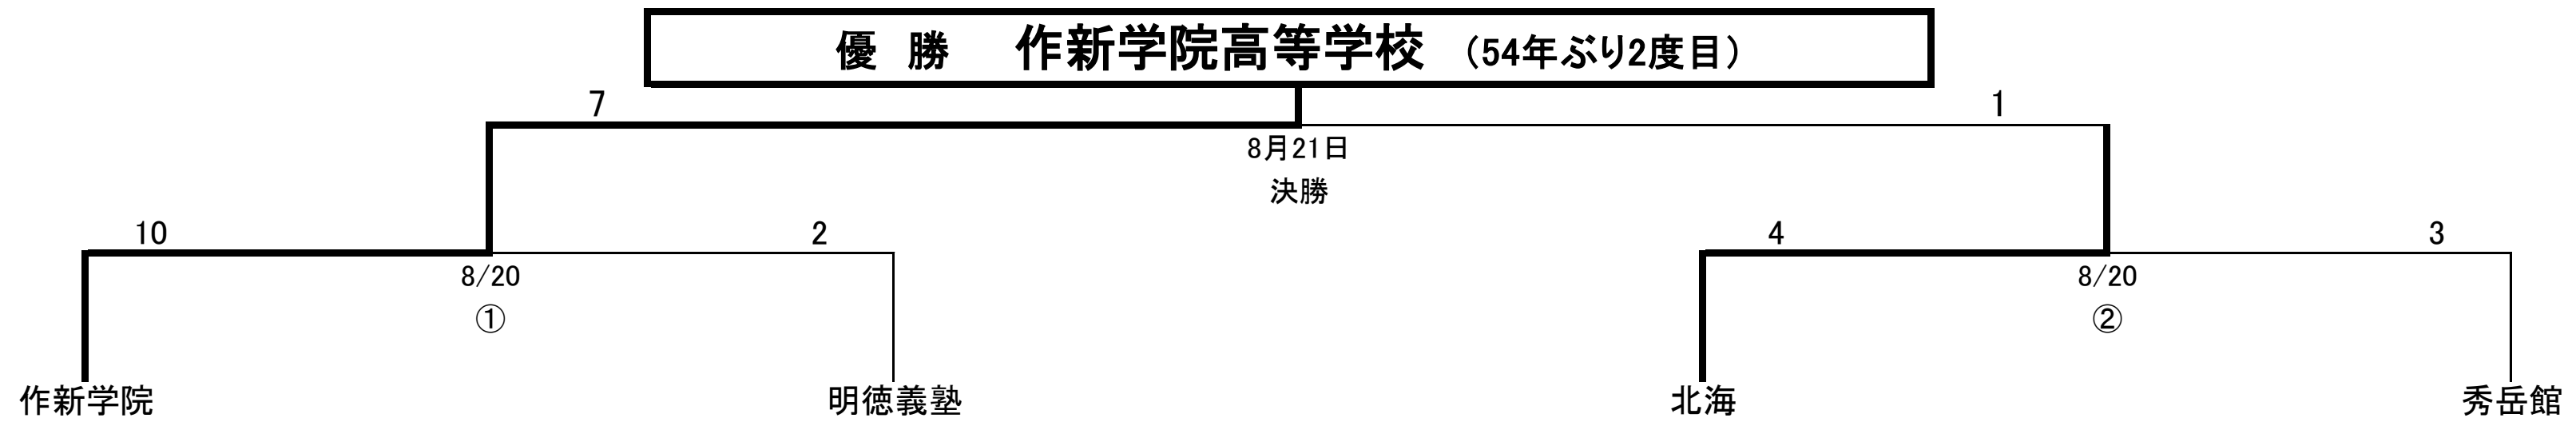 優　勝　作新学院高等学校　（54年ぶり2度目）
7
1
8月21日
決勝
10
2
4
3
8/20
①
8/20
②
作新学院
明徳義塾
北海
秀岳館